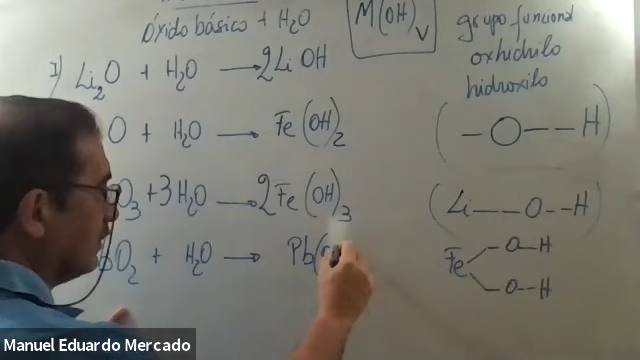 Óxido básico + H2O
M(OH)V
grupo funcional
oxhidrilo
hidroxilo
1) Li2O + H2O → 2Li OH
O + H2O → Fe(OH)2
O3 + 3H2O → 2Fe(OH)3
O2 + H2O → Pb(
( – O – – H )
( Li – – O – – H )
Fe
O – H
O – – H
Manuel Eduardo Mercado